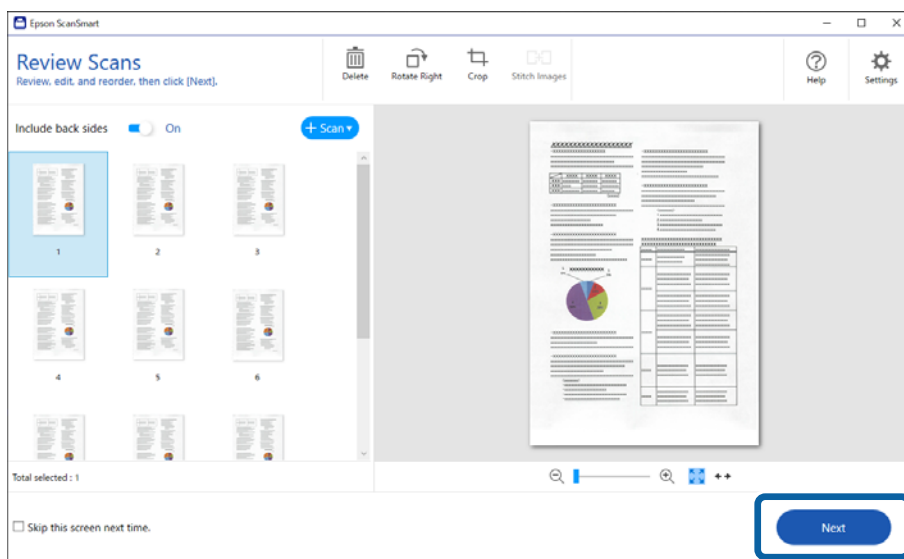 Epson ScanSmart
Review Scans
Review, edit, and reorder, then click [Next].
Delete
Rotate Right
Crop
Stitch Images
Help
Settings
Include back sides
On
+ Scan
1
2
3
4
5
6
Total selected : 1
Skip this screen next time.
Next